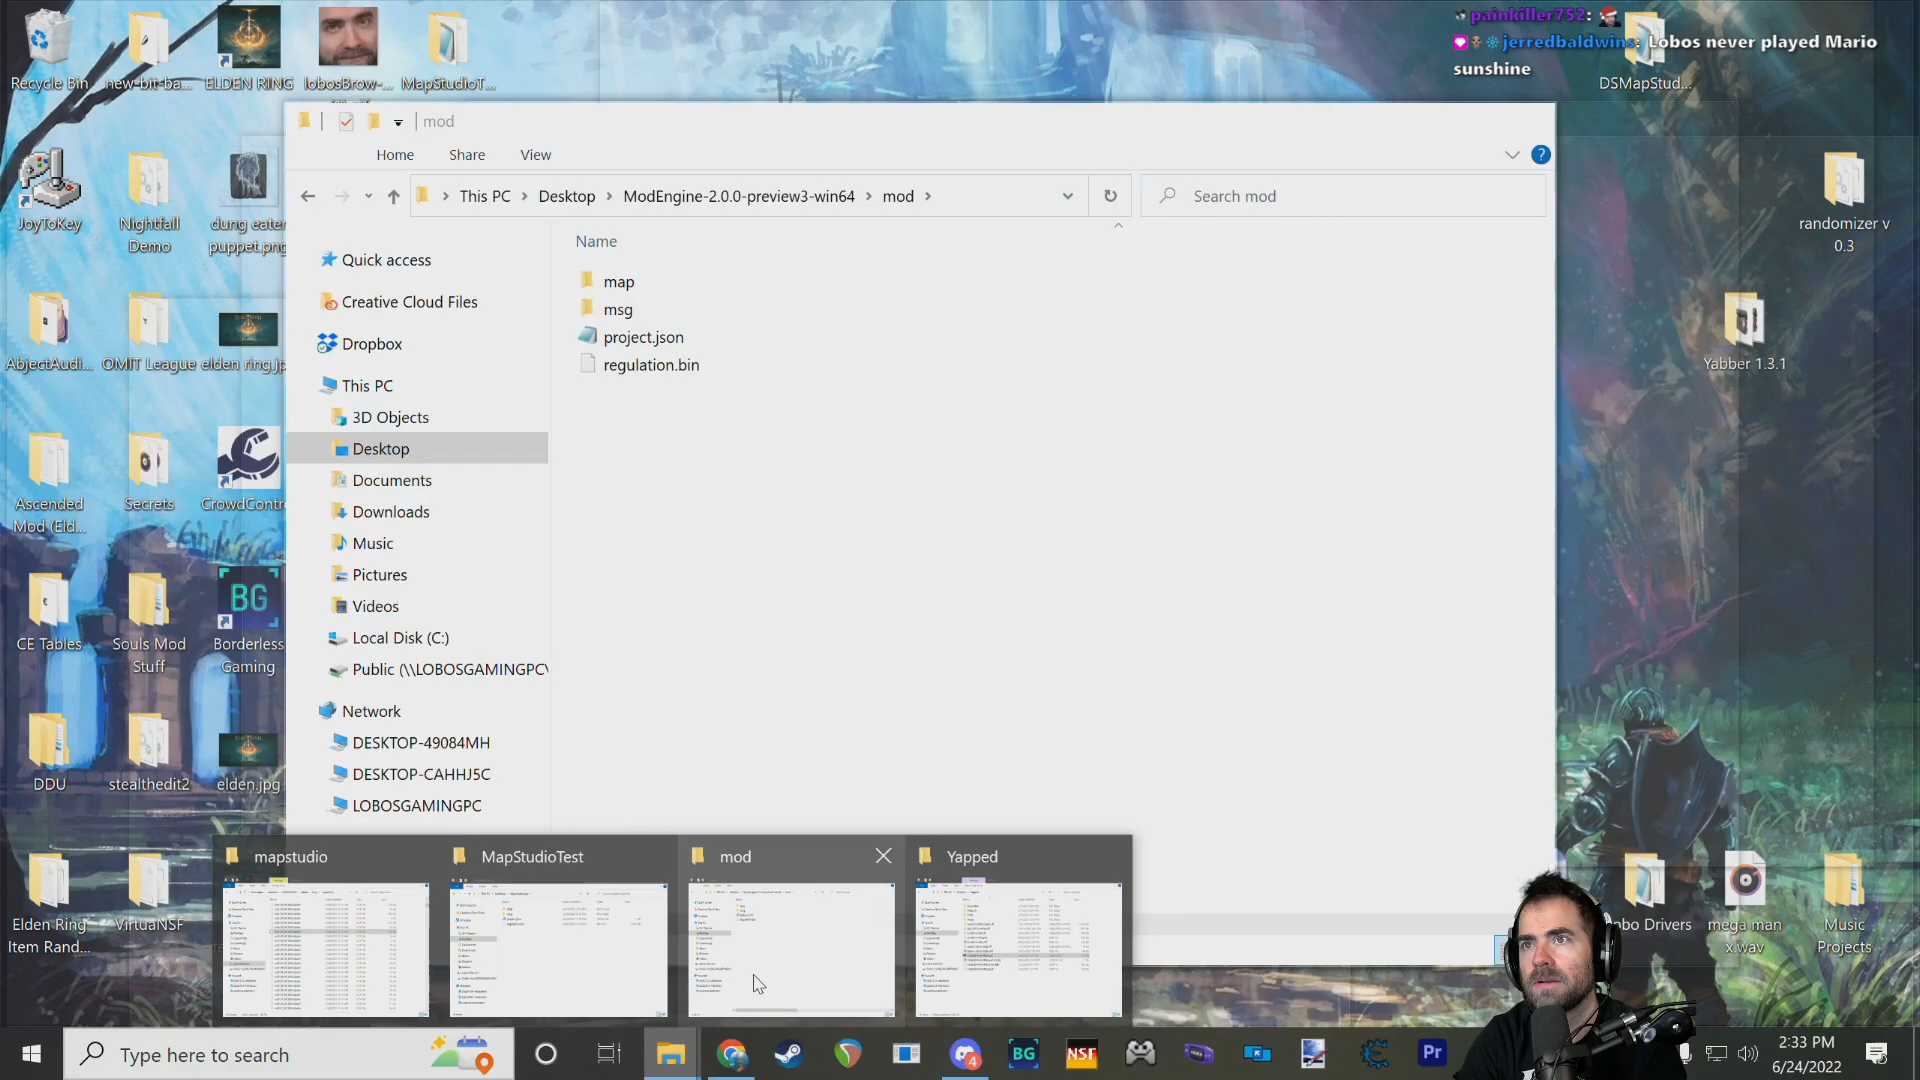 painkiller752:
jerredbaldwins: Lobos never played Mario
sunshine
Recycle Bin
new-bit-ba...
ELDEN RING
lobosBrow-...
MapStudioT...
DSMapStud...
mod
Home
Share
View
This PC
Desktop
ModEngine-2.0.0-preview3-win64
mod
Search mod
JoyToKey
Nightfall
Demo
dung eater
puppet.png
randomizer v
0.3
Name
Quick access
map
Creative Cloud Files
msg
project.json
Dropbox
regulation.bin
AbjectAudi...
OMIT League
elden ring.jp
Yabber 1.3.1
This PC
3D Objects
Desktop
Documents
Ascended
Mod (Eld...
Secrets
CrowdContr
Downloads
Music
Pictures
Videos
BG
CE Tables
Souls Mod
Stuff
Borderless
Gaming
Local Disk (C:)
Public (\\LOBOSGAMINGPC\
Network
DESKTOP-49084MH
DESKTOP-CAHHJ5C
LOBOSGAMINGPC
DDU
stealthedit2
elden.jpg
mapstudio
MapStudioTest
mod
Yapped
Elden Ring
Item Rand...
VirtuaNSF
obo Drivers
mega man
x.wav
Music
Projects
Type here to search
4
BG
NSF
Pr
2:33 PM
6/24/2022